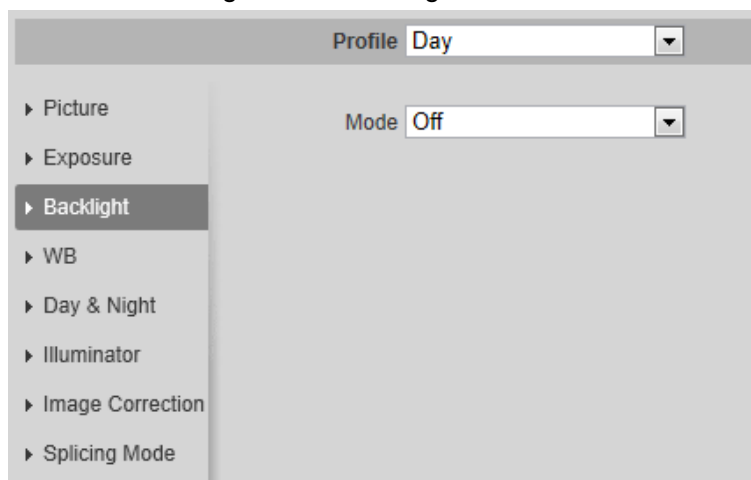 Profile Day
Picture
Mode Off
Exposure
Backlight
WB
Day & Night
Illuminator
Image Correction
Splicing Mode